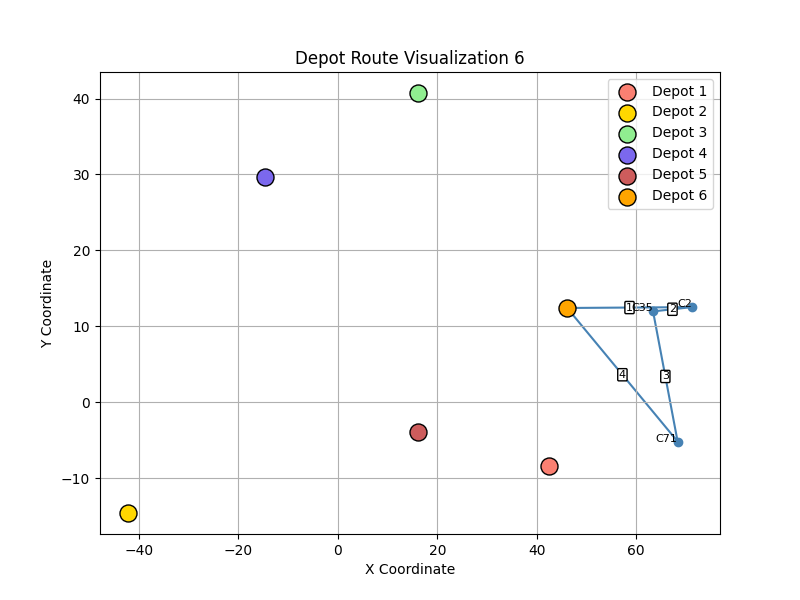 Depot Route Visualization 6
Y Coordinate
40
30
20
10
0
−10
Depot 1
Depot 2
Depot 3
Depot 4
Depot 5
Depot 6
1
C35
2
C2
4
3
C71
−40
−20
0
20
40
60
X Coordinate